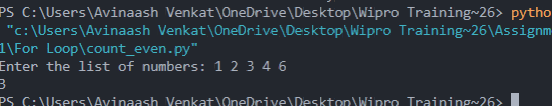 PS C:\Users\Avinaash Venkat\OneDrive\Desktop\Wipro Training~26> pytho
"c:\Users\Avinaash Venkat\OneDrive\Desktop\Wipro Training~26\Assignm
1\For Loop\count_even.py"
Enter the list of numbers: 1 2 3 4 6
3
PS C:\Users\Avinaash Venkat\OneDrive\Desktop\Wipro Training~26>